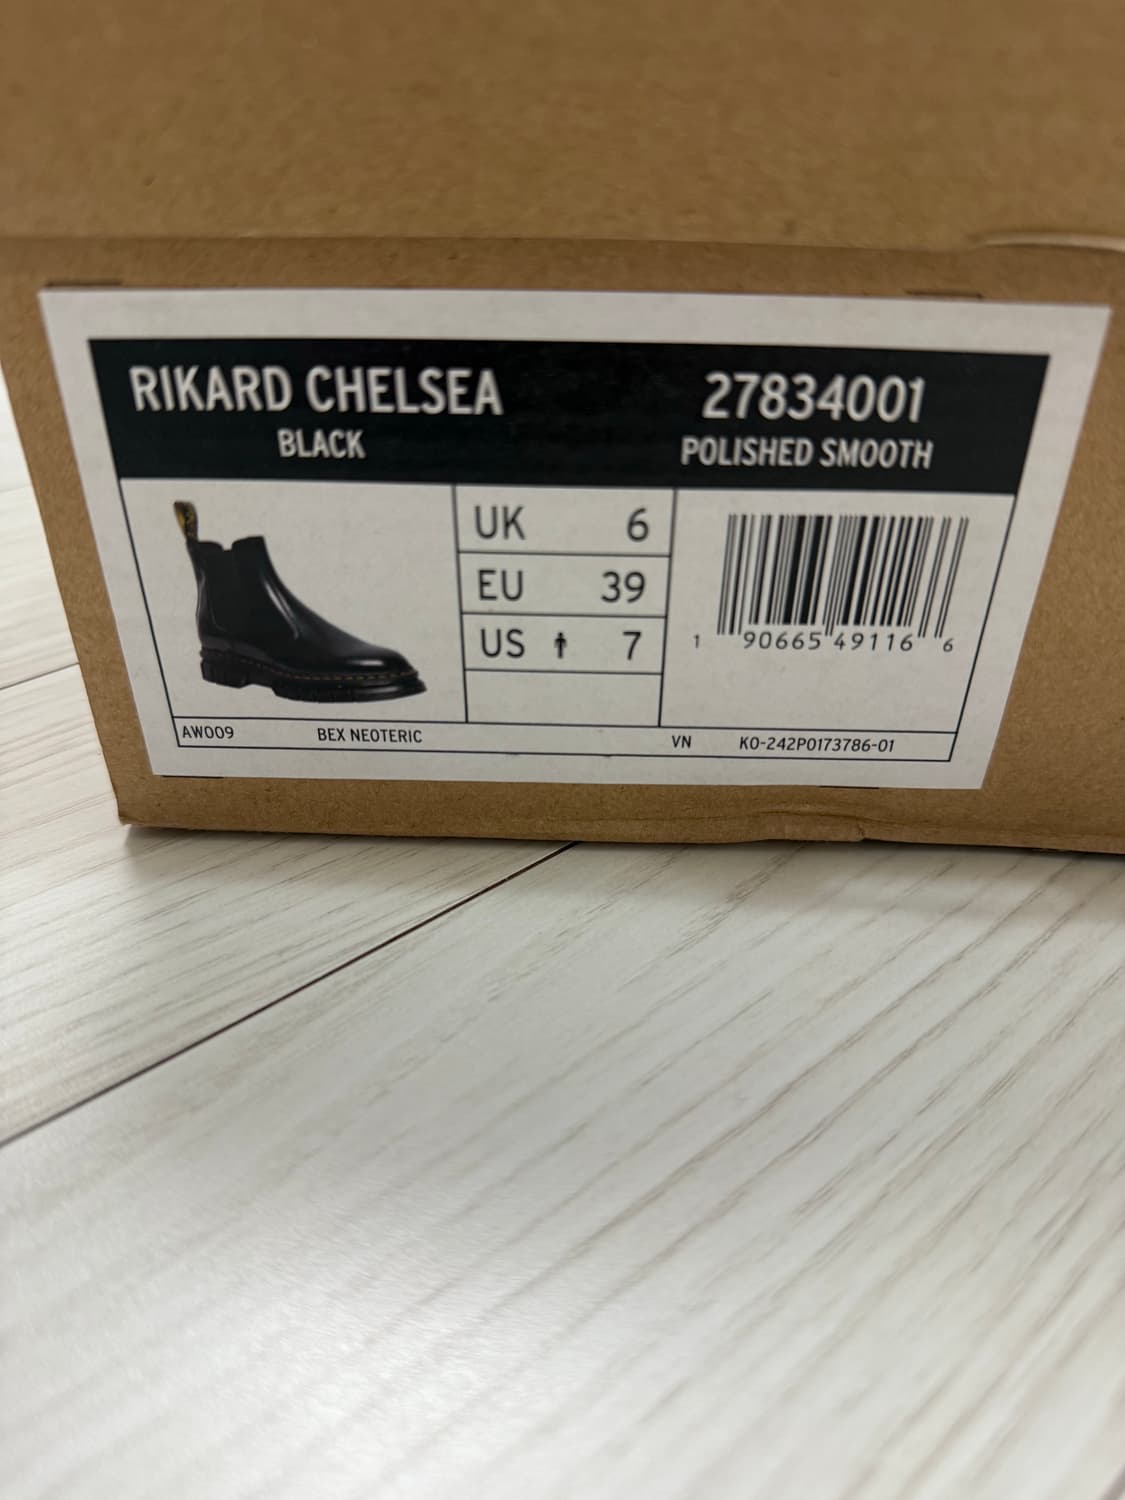 RIKARD CHELSEA
BLACK
27834001
POLISHED SMOOTH
UK 6
EU 39
US 7
1 90665 49116 6
AW009 BEX NEOTERIC VN K0-242P0173786-01